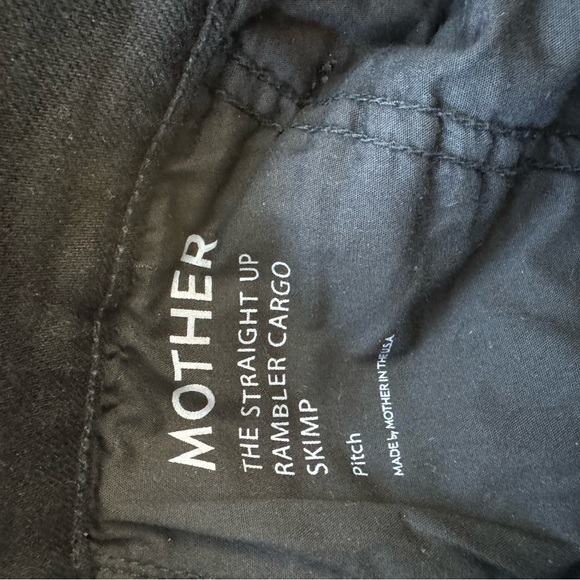 MOTHER
THE STRAIGHT UP
RAMBLER CARGO
SKIMP
Pitch
MADE by MOTHER IN THE USA